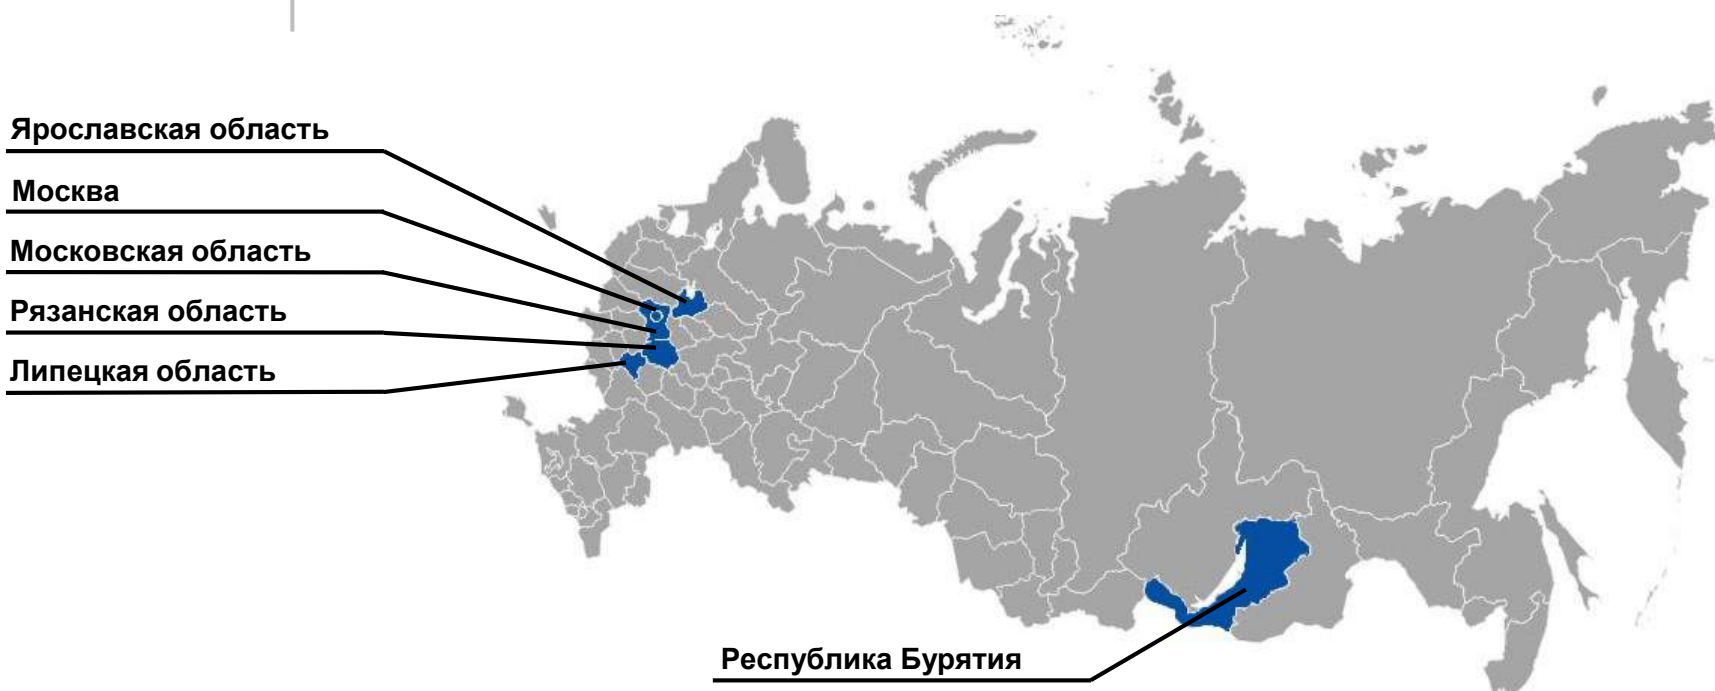 Ярославская область
Москва
Московская область
Рязанская область
Липецкая область
Республика Бурятия